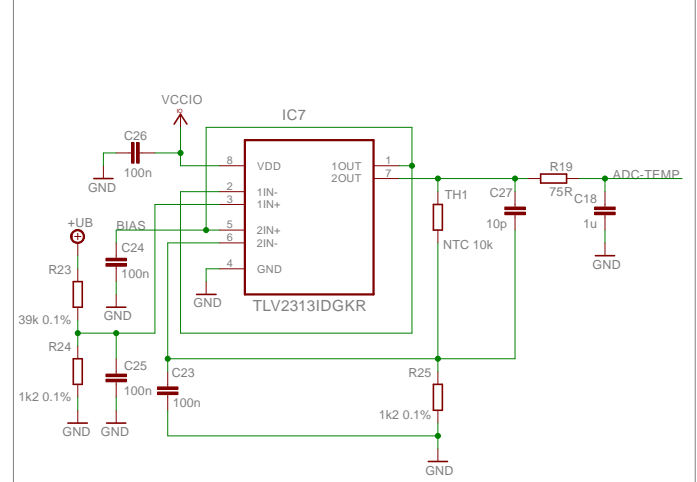 VCCIO
IC7
C26
100n
GND
8 VDD
1OUT 1
2OUT 7
2 1IN-
3 1IN+
5 2IN+
6 2IN-
4 GND
TLV2313IDGKR
+UB
BIAS
C24
100n
GND
GND
R23
39k 0.1%
R24
1k2 0.1%
C25
100n
GND
GND
C23
100n
R25
1k2 0.1%
GND
TH1
NTC 10k
C27
10p
R19
75R
ADC-TEMP
C18
1u
GND